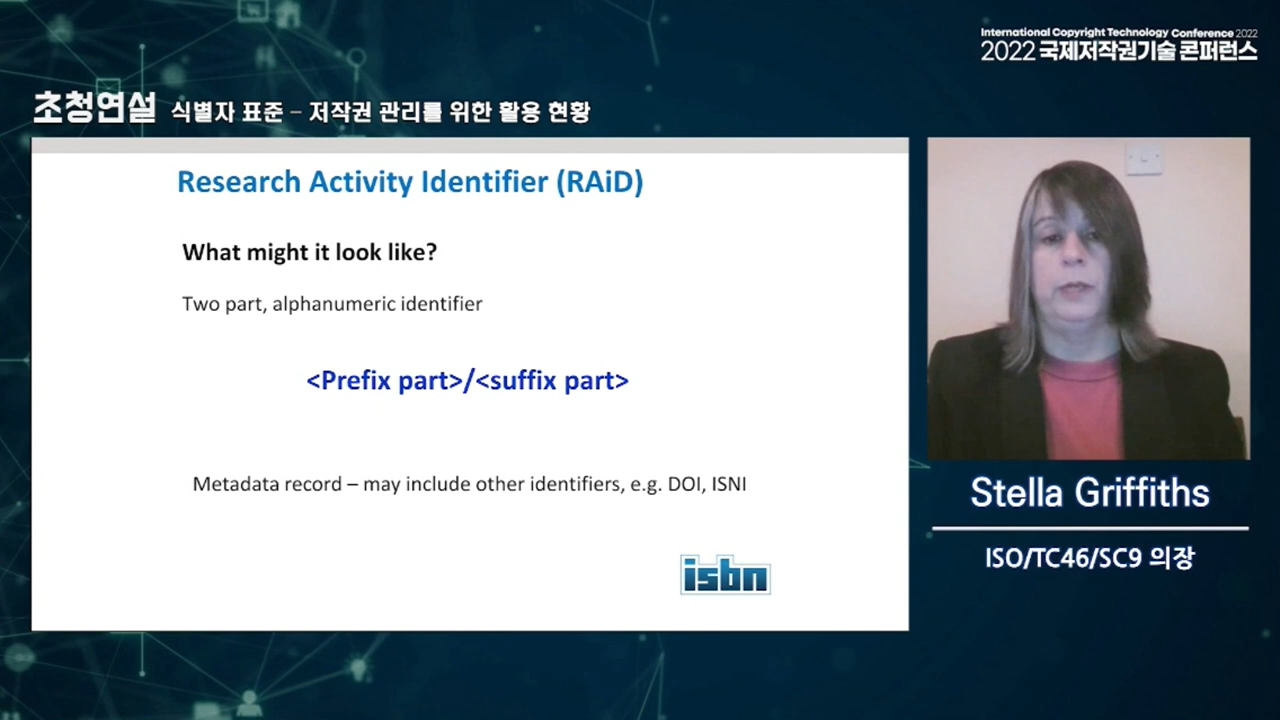 International Copyright Technology Conference 2022
2022 국제저작권기술 콘퍼런스
초청연설 식별자 표준 – 저작권 관리를 위한 활용 현황
Research Activity Identifier (RAiD)
What might it look like?
Two part, alphanumeric identifier
<Prefix part>/<suffix part>
Metadata record – may include other identifiers, e.g. DOI, ISNI
isbn
Stella Griffiths
ISO/TC46/SC9 의장